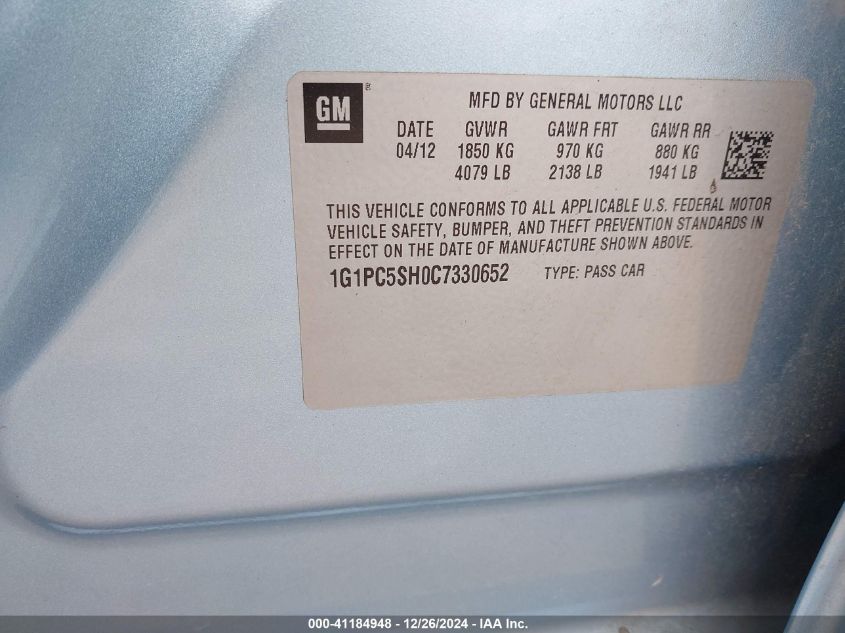 GM ®
MFD BY GENERAL MOTORS LLC
DATE GVWR GAWR FRT GAWR RR
04/12 1850 KG 970 KG 880 KG
4079 LB 2138 LB 1941 LB
THIS VEHICLE CONFORMS TO ALL APPLICABLE U.S. FEDERAL MOTOR
VEHICLE SAFETY, BUMPER, AND THEFT PREVENTION STANDARDS IN
EFFECT ON THE DATE OF MANUFACTURE SHOWN ABOVE.
1G1PC5SH0C7330652 TYPE: PASS CAR
000-41184948 - 12/26/2024 - IAA Inc.